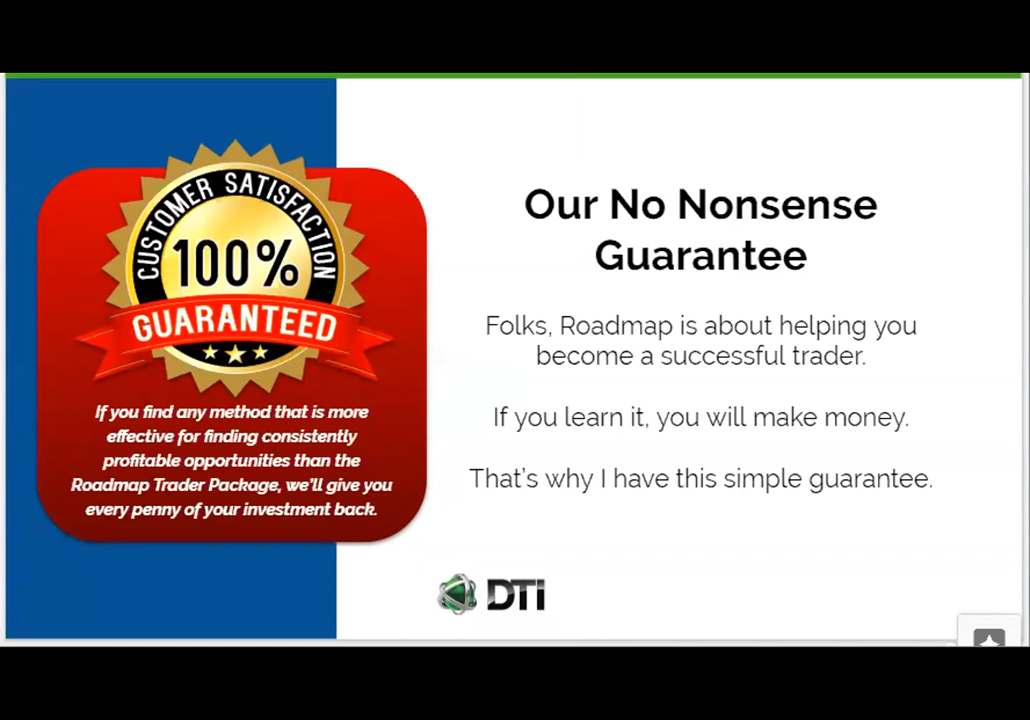 CUSTOMER SATISFACTION
100%
GUARANTEED
If you find any method that is more
effective for finding consistently
profitable opportunities than the
Roadmap Trader Package, we'll give you
every penny of your investment back.
Our No Nonsense
Guarantee
Folks, Roadmap is about helping you
become a successful trader.
If you learn it, you will make money.
That's why I have this simple guarantee.
DTI